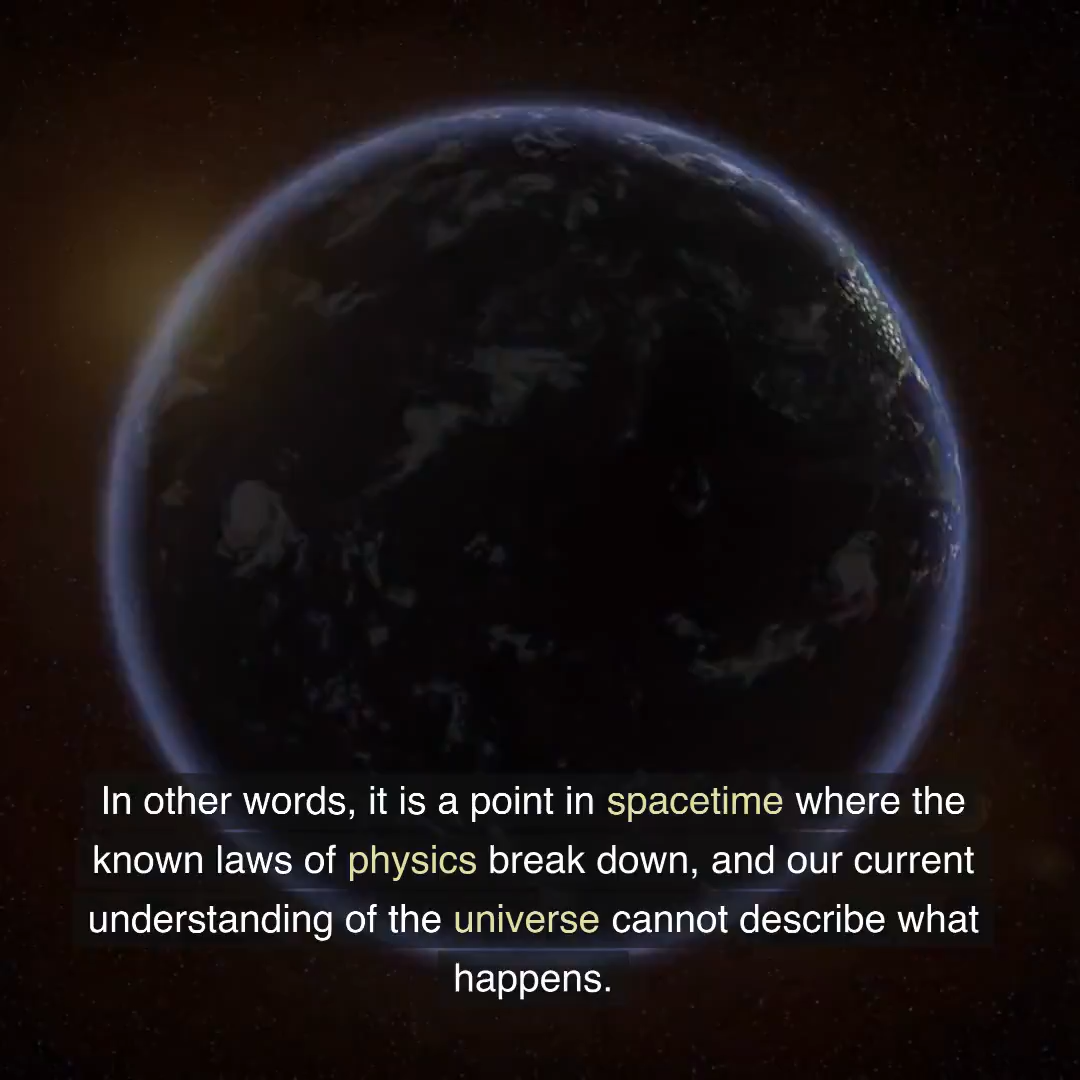 In other words, it is a point in spacetime where the
known laws of physics break down, and our current
understanding of the universe cannot describe what
happens.